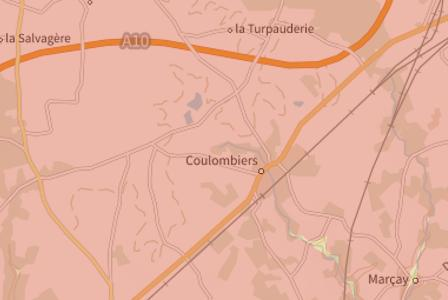 la Turpauderie
la Salvagère
A10
Coulombiers
Marçay